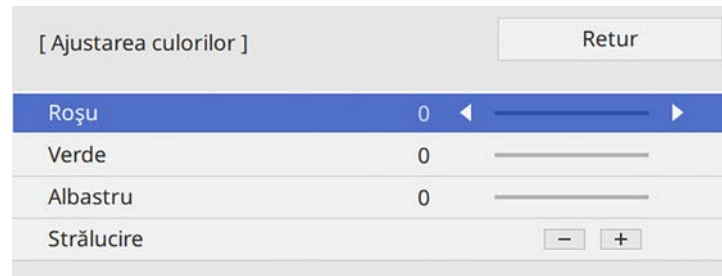 [ Ajustarea culorilor ] Retur
Roşu 0
Verde 0
Albastru 0
Strălucire − +